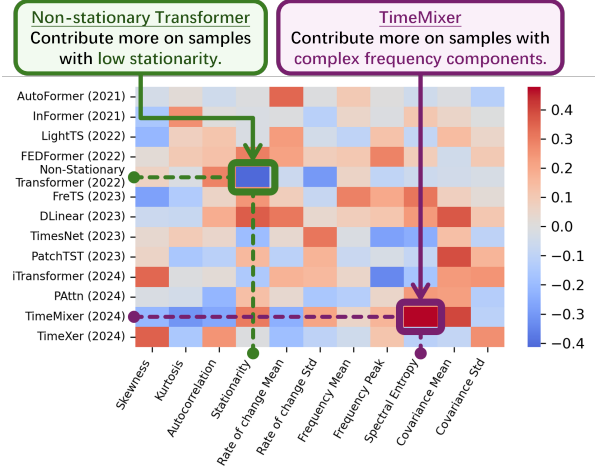 Non-stationary Transformer
Contribute more on samples
with low stationarity.
TimeMixer
Contribute more on samples with
complex frequency components.
AutoFormer (2021)
InFormer (2021)
LightTS (2022)
FEDFormer (2022)
Non-Stationary
Transformer (2022)
FreTS (2023)
DLinear (2023)
TimesNet (2023)
PatchTST (2023)
iTransformer (2024)
PAttn (2024)
TimeMixer (2024)
TimeXer (2024)
Skewness
Kurtosis
Autocorrelation
Stationarity
Rate of change Mean
Rate of change Std
Frequency Mean
Frequency Peak
Spectral Entropy
Covariance Mean
Covariance Std
0.4
0.3
0.2
0.1
0.0
−0.1
−0.2
−0.3
−0.4